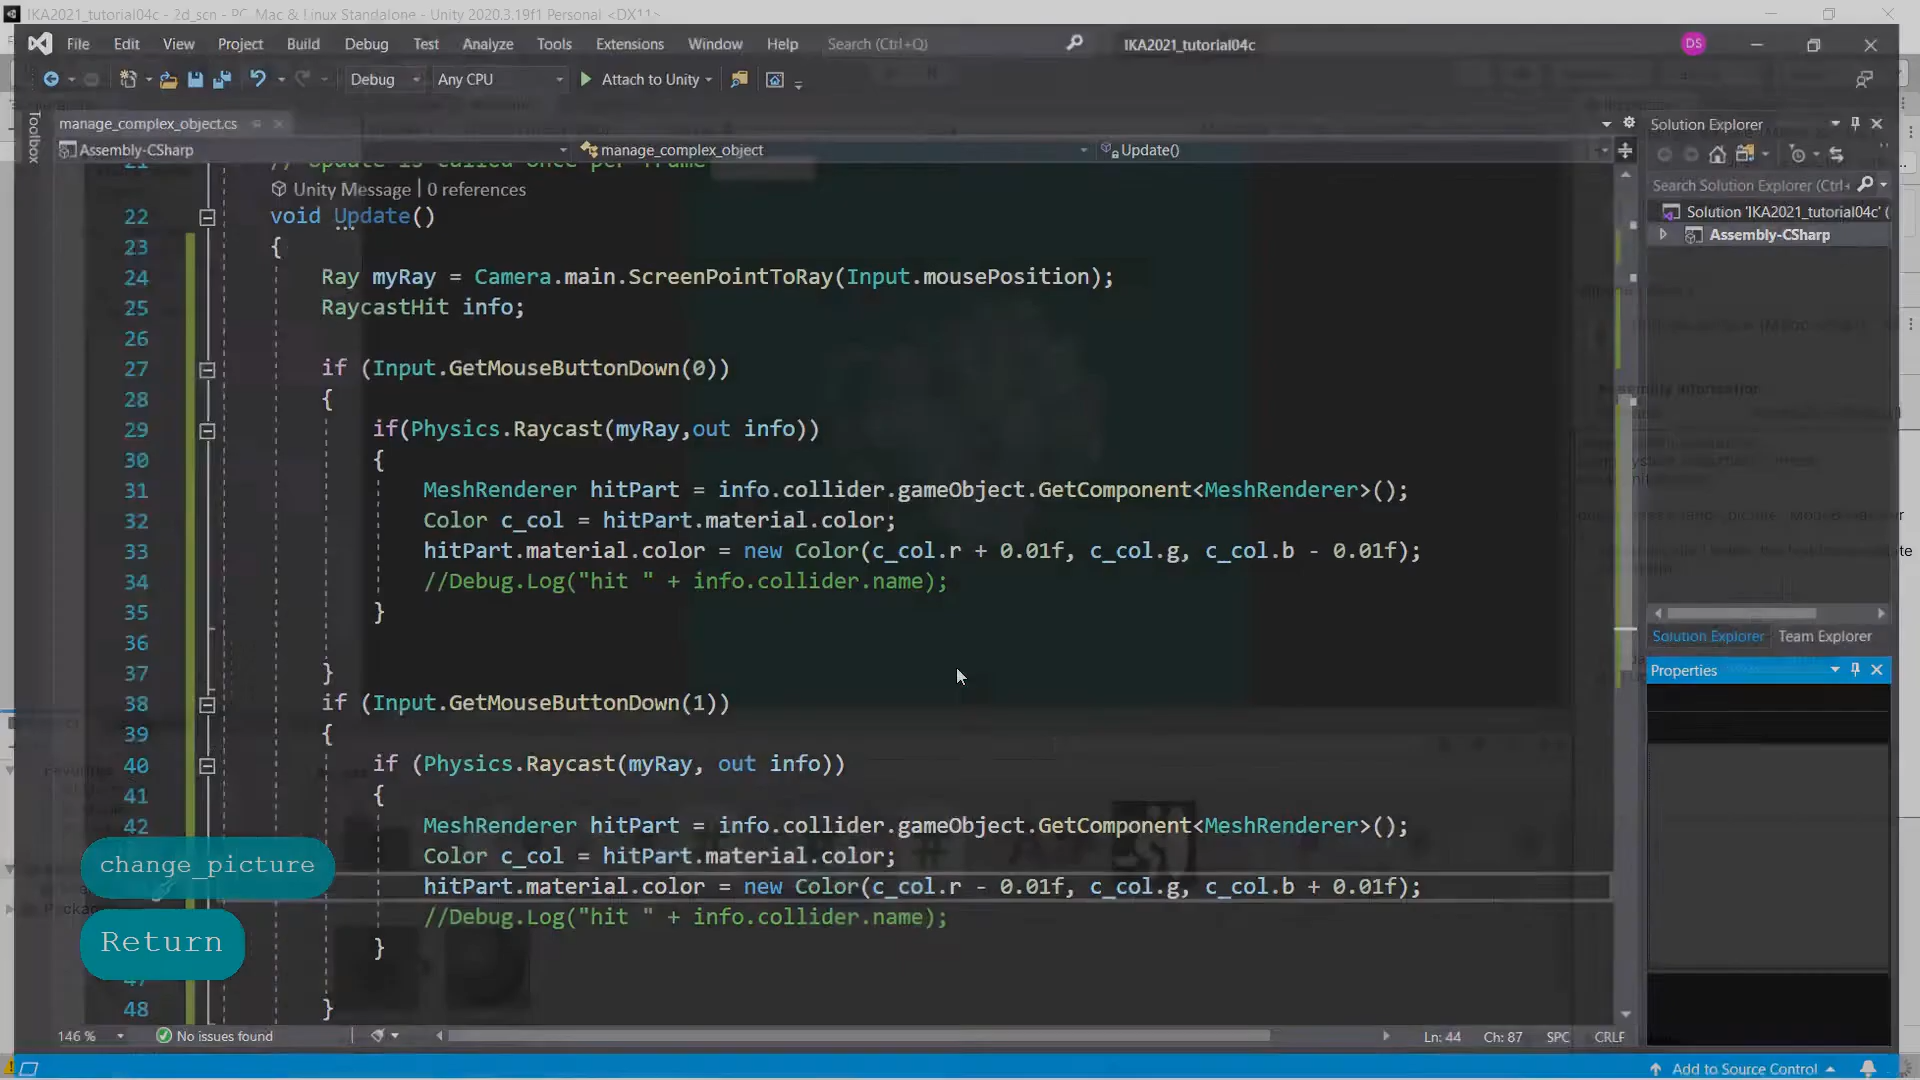 IKA2021_tutorial04c - 2d_scn - PC, Mac & Linux Standalone - Unity 2020.3.19f1 Personal <DX11>
File Edit View Project Build Debug Test Analyze Tools Extensions Window Help Search (Ctrl+Q) IKA2021_tutorial04c DS
Debug Any CPU Attach to Unity
Toolbox
manage_complex_object.cs
Assembly-CSharp manage_complex_object Update()
21 // Update is called once per frame
Unity Message | 0 references
22 void Update()
23 {
24 Ray myRay = Camera.main.ScreenPointToRay(Input.mousePosition);
25 RaycastHit info;
26
27 if (Input.GetMouseButtonDown(0))
28 {
29 if(Physics.Raycast(myRay,out info))
30 {
31 MeshRenderer hitPart = info.collider.gameObject.GetComponent<MeshRenderer>();
32 Color c_col = hitPart.material.color;
33 hitPart.material.color = new Color(c_col.r + 0.01f, c_col.g, c_col.b - 0.01f);
34 //Debug.Log("hit " + info.collider.name);
35 }
36
37 }
38 if (Input.GetMouseButtonDown(1))
39 {
40 if (Physics.Raycast(myRay, out info))
41 {
42 MeshRenderer hitPart = info.collider.gameObject.GetComponent<MeshRenderer>();
Color c_col = hitPart.material.color;
hitPart.material.color = new Color(c_col.r - 0.01f, c_col.g, c_col.b + 0.01f);
//Debug.Log("hit " + info.collider.name);
}
47
48 }
change_picture
Return
146 % No issues found Ln: 44 Ch: 87 SPC CRLF
Solution Explorer
Search Solution Explorer (Ctrl+
Solution 'IKA2021_tutorial04c' (
Assembly-CSharp
Solution Explorer Team Explorer
Properties
Add to Source Control